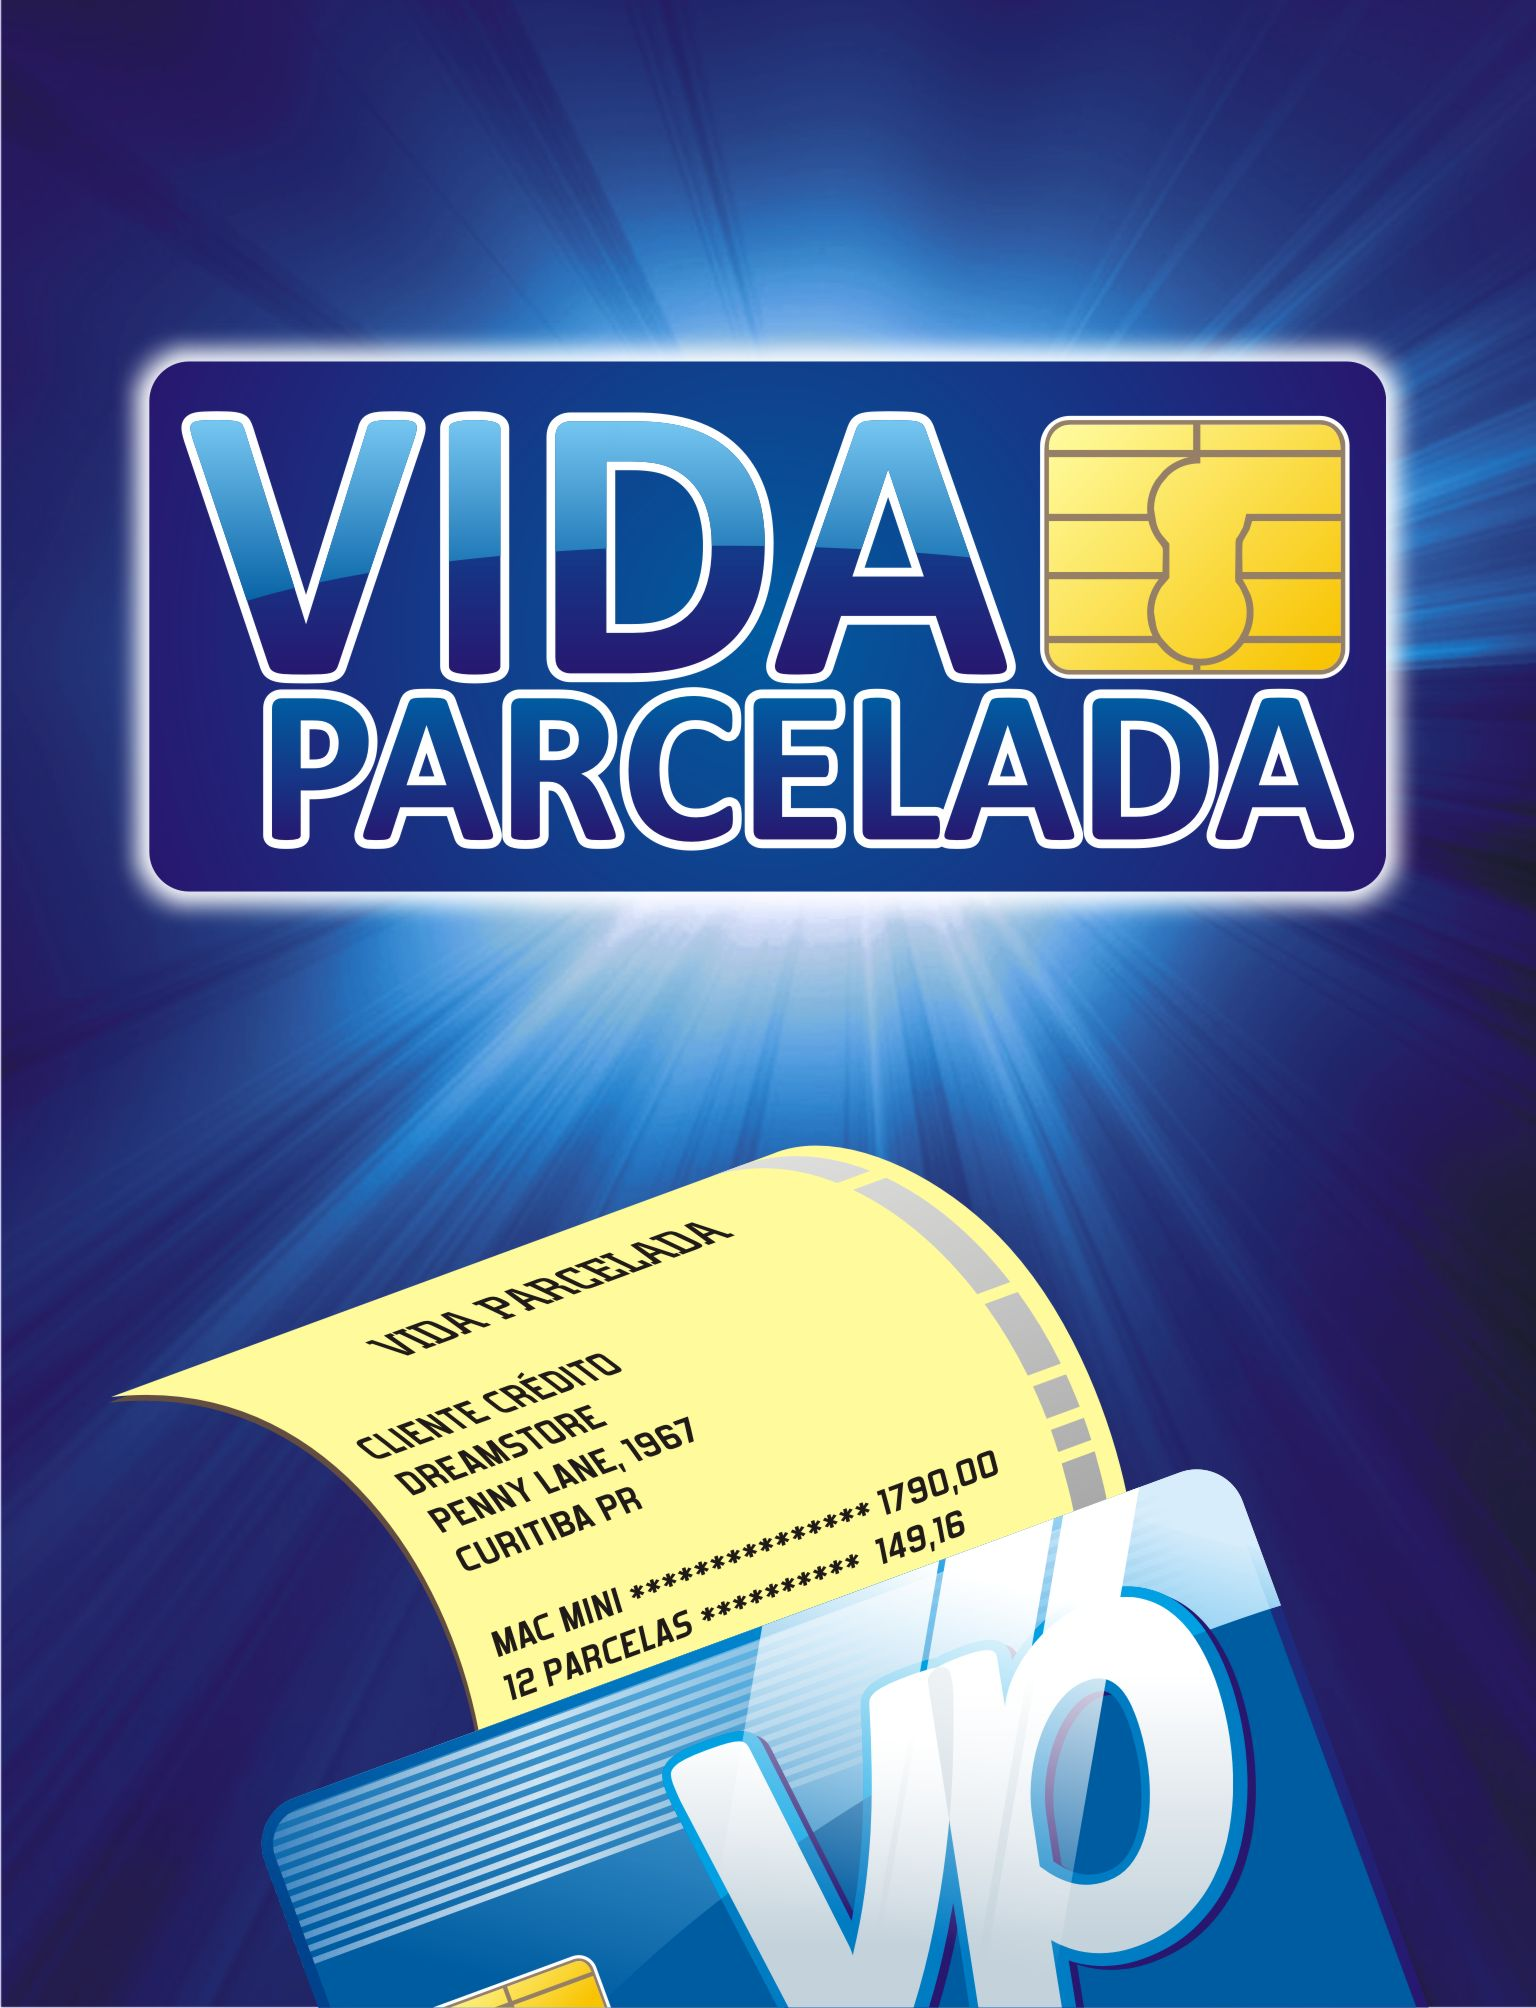 VIDA
PARCELADA
VIDA PARCELADA
CLIENTE CRÉDITO
DREAMSTORE
PENNY LANE, 1967
CURITIBA PR
MAC MINI *************** 1790,00
12 PARCELAS ********** 149,16
vp